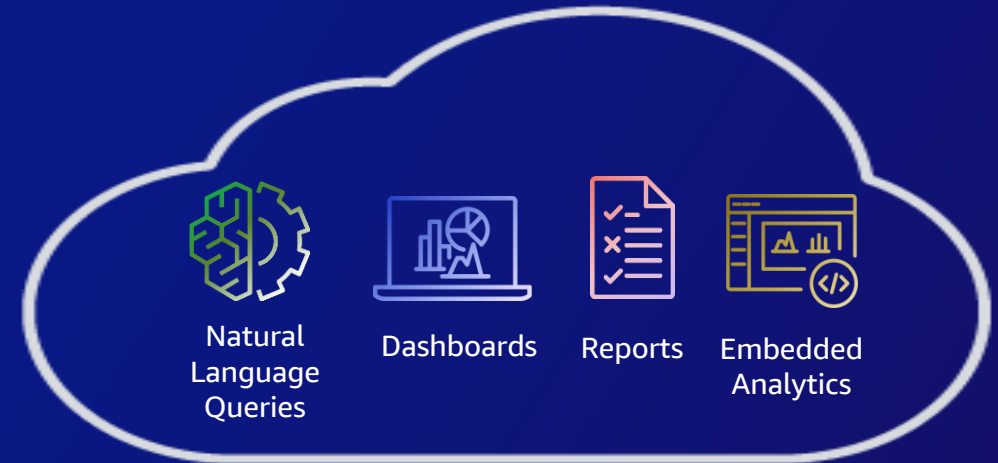 Natural
Language
Queries
Dashboards
Reports
Embedded
Analytics